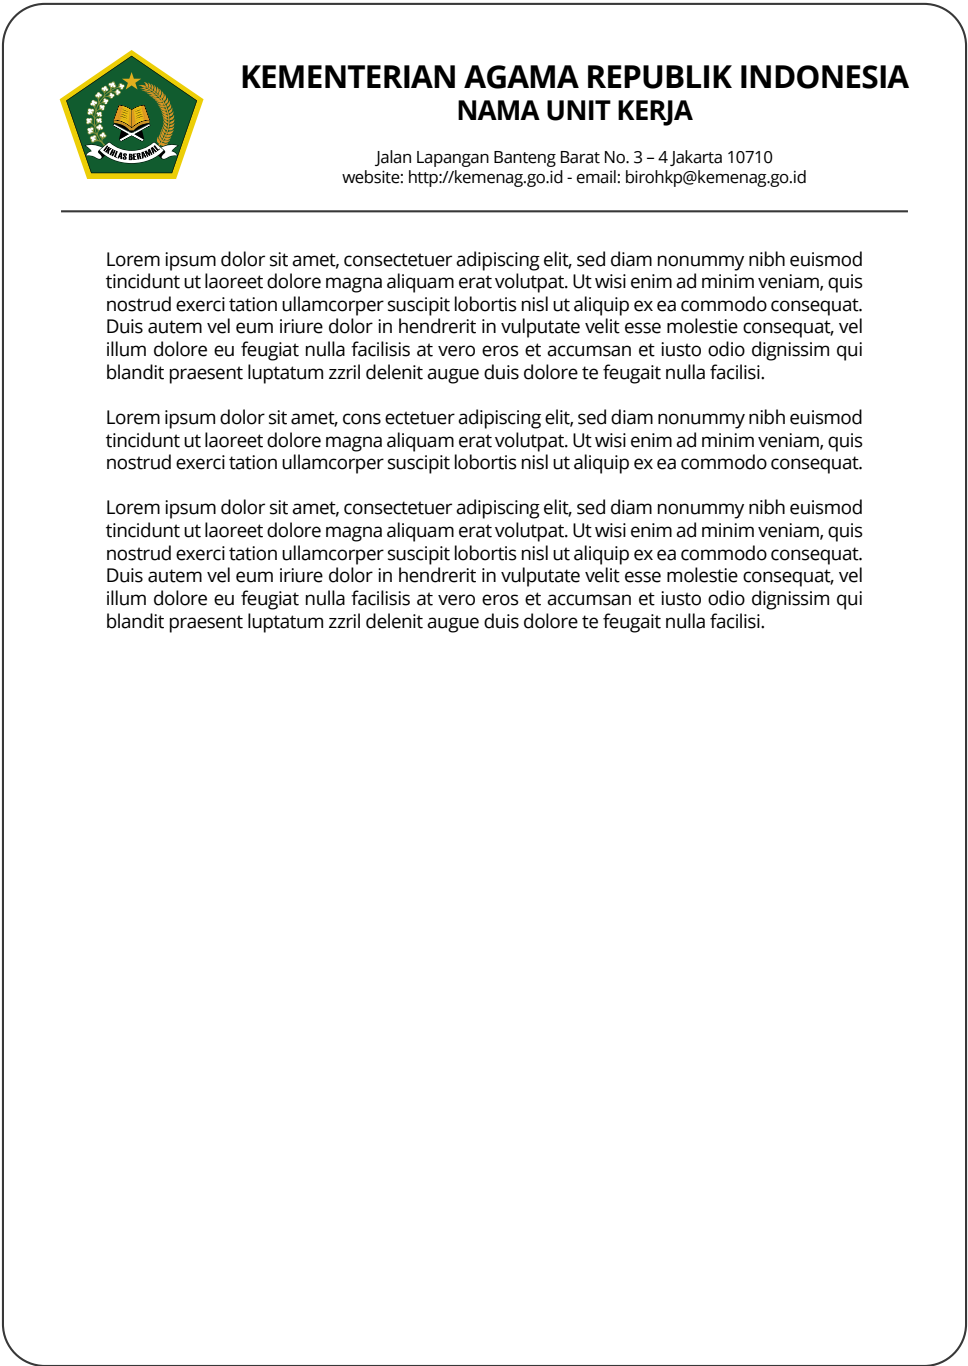 KEMENTERIAN AGAMA REPUBLIK INDONESIA
NAMA UNIT KERJA
Jalan Lapangan Banteng Barat No. 3 – 4 Jakarta 10710
website: http://kemenag.go.id - email: birohkp@kemenag.go.id
IKHLAS BERAMAL
Lorem ipsum dolor sit amet, consectetuer adipiscing elit, sed diam nonummy nibh euismod
tincidunt ut laoreet dolore magna aliquam erat volutpat. Ut wisi enim ad minim veniam, quis
nostrud exerci tation ullamcorper suscipit lobortis nisl ut aliquip ex ea commodo consequat.
Duis autem vel eum iriure dolor in hendrerit in vulputate velit esse molestie consequat, vel
illum dolore eu feugiat nulla facilisis at vero eros et accumsan et iusto odio dignissim qui
blandit praesent luptatum zzril delenit augue duis dolore te feugait nulla facilisi.
Lorem ipsum dolor sit amet, cons ectetuer adipiscing elit, sed diam nonummy nibh euismod
tincidunt ut laoreet dolore magna aliquam erat volutpat. Ut wisi enim ad minim veniam, quis
nostrud exerci tation ullamcorper suscipit lobortis nisl ut aliquip ex ea commodo consequat.
Lorem ipsum dolor sit amet, consectetuer adipiscing elit, sed diam nonummy nibh euismod
tincidunt ut laoreet dolore magna aliquam erat volutpat. Ut wisi enim ad minim veniam, quis
nostrud exerci tation ullamcorper suscipit lobortis nisl ut aliquip ex ea commodo consequat.
Duis autem vel eum iriure dolor in hendrerit in vulputate velit esse molestie consequat, vel
illum dolore eu feugiat nulla facilisis at vero eros et accumsan et iusto odio dignissim qui
blandit praesent luptatum zzril delenit augue duis dolore te feugait nulla facilisi.